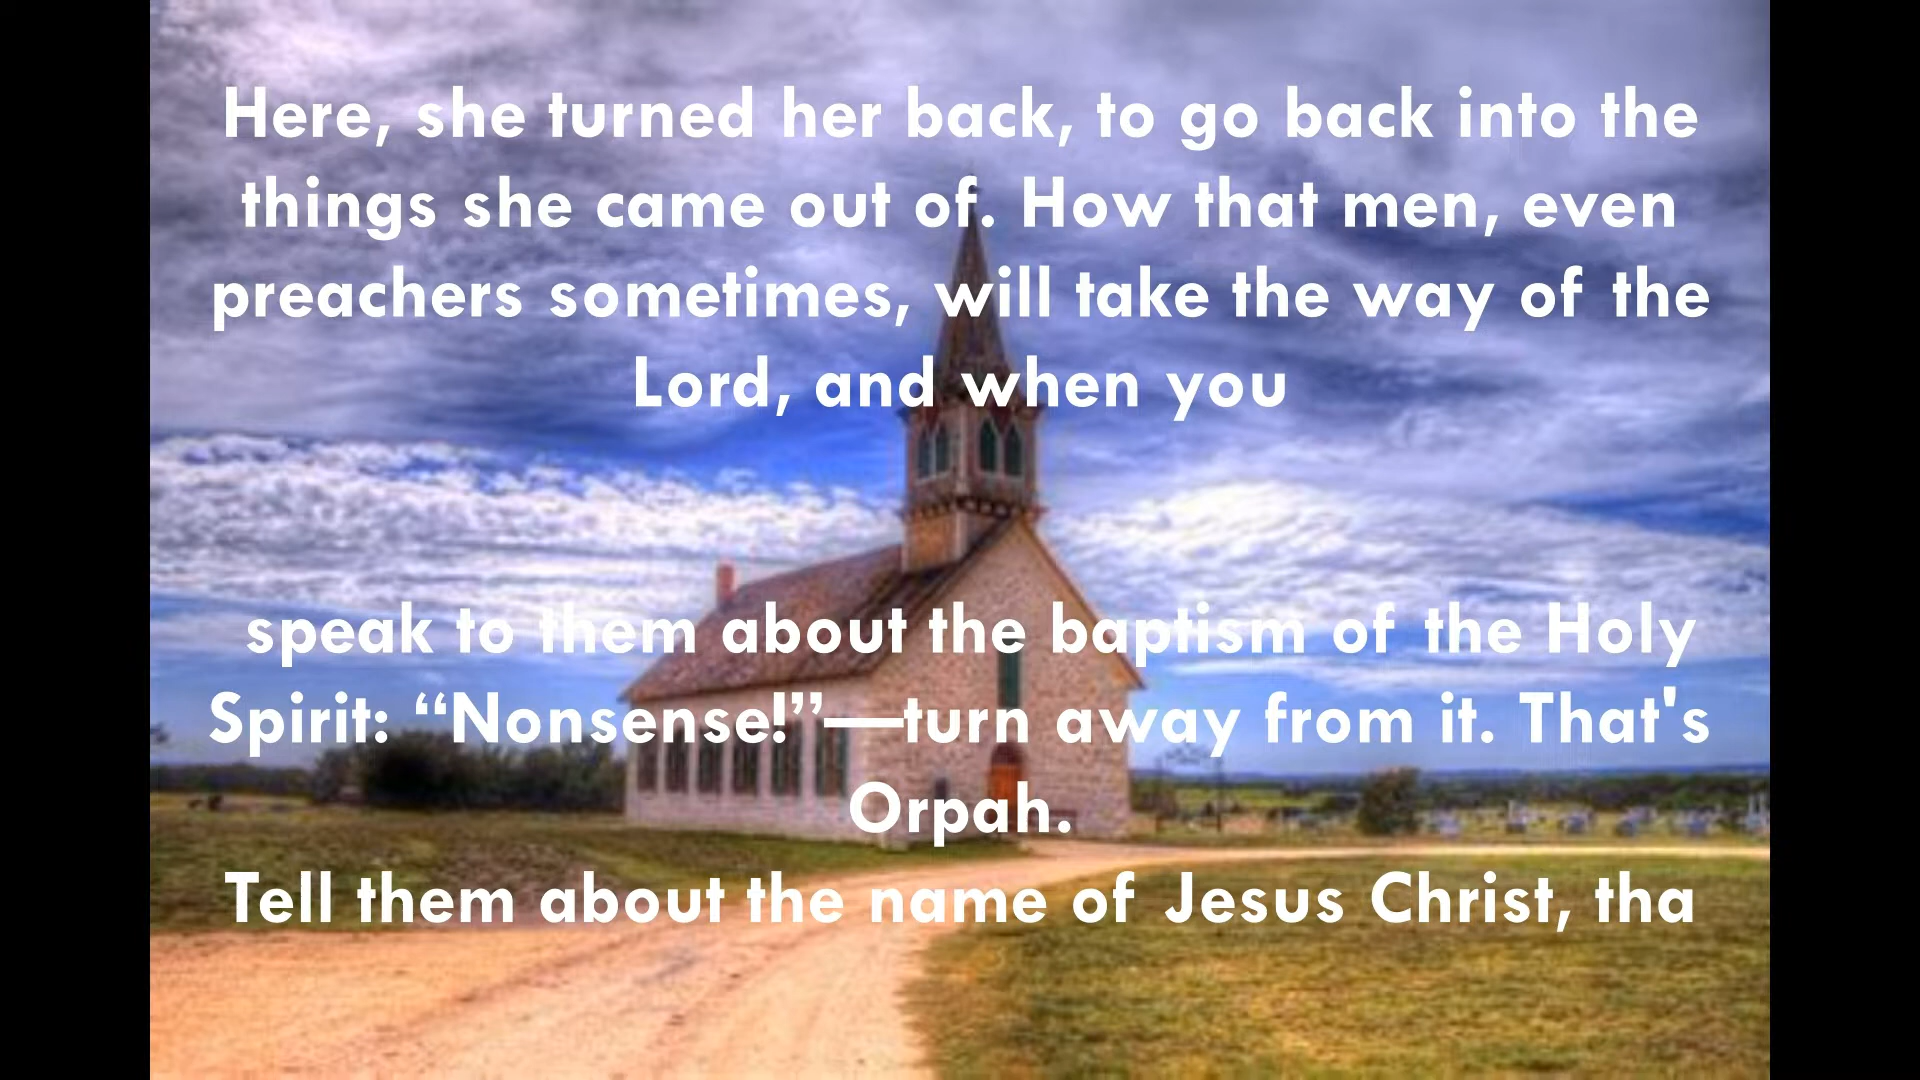 Here, she turned her back, to go back into the
things she came out of. How that men, even
preachers sometimes, will take the way of the
Lord, and when you
speak to them about the baptism of the Holy
Spirit: “Nonsense!”—turn away from it. That's
Orpah.
Tell them about the name of Jesus Christ, tha